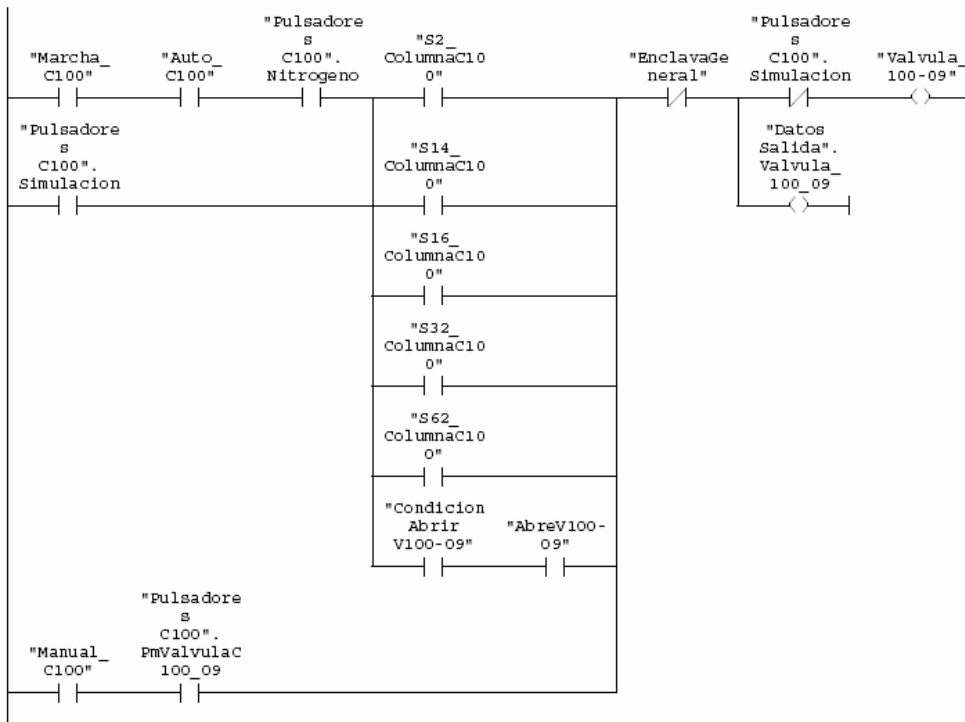 "Marcha_
C100"
"Auto_
C100"
"Pulsadore
s
C100".
Nitrogeno
"S2_
ColumnaC10
0"
"EnclavaGe
neral"
"Pulsadore
s
C100".
Simulacion
"Valvula_
100-09"
"Pulsadore
s
C100".
Simulacion
"S14_
ColumnaC10
0"
"Datos
Salida".
Valvula_
100_09
"S16_
ColumnaC10
0"
"S32_
ColumnaC10
0"
"S62_
ColumnaC10
0"
"Condicion
Abrir
V100-09"
"AbreV100-
09"
"Manual_
C100"
"Pulsadore
s
C100".
PmValvulaC
100_09